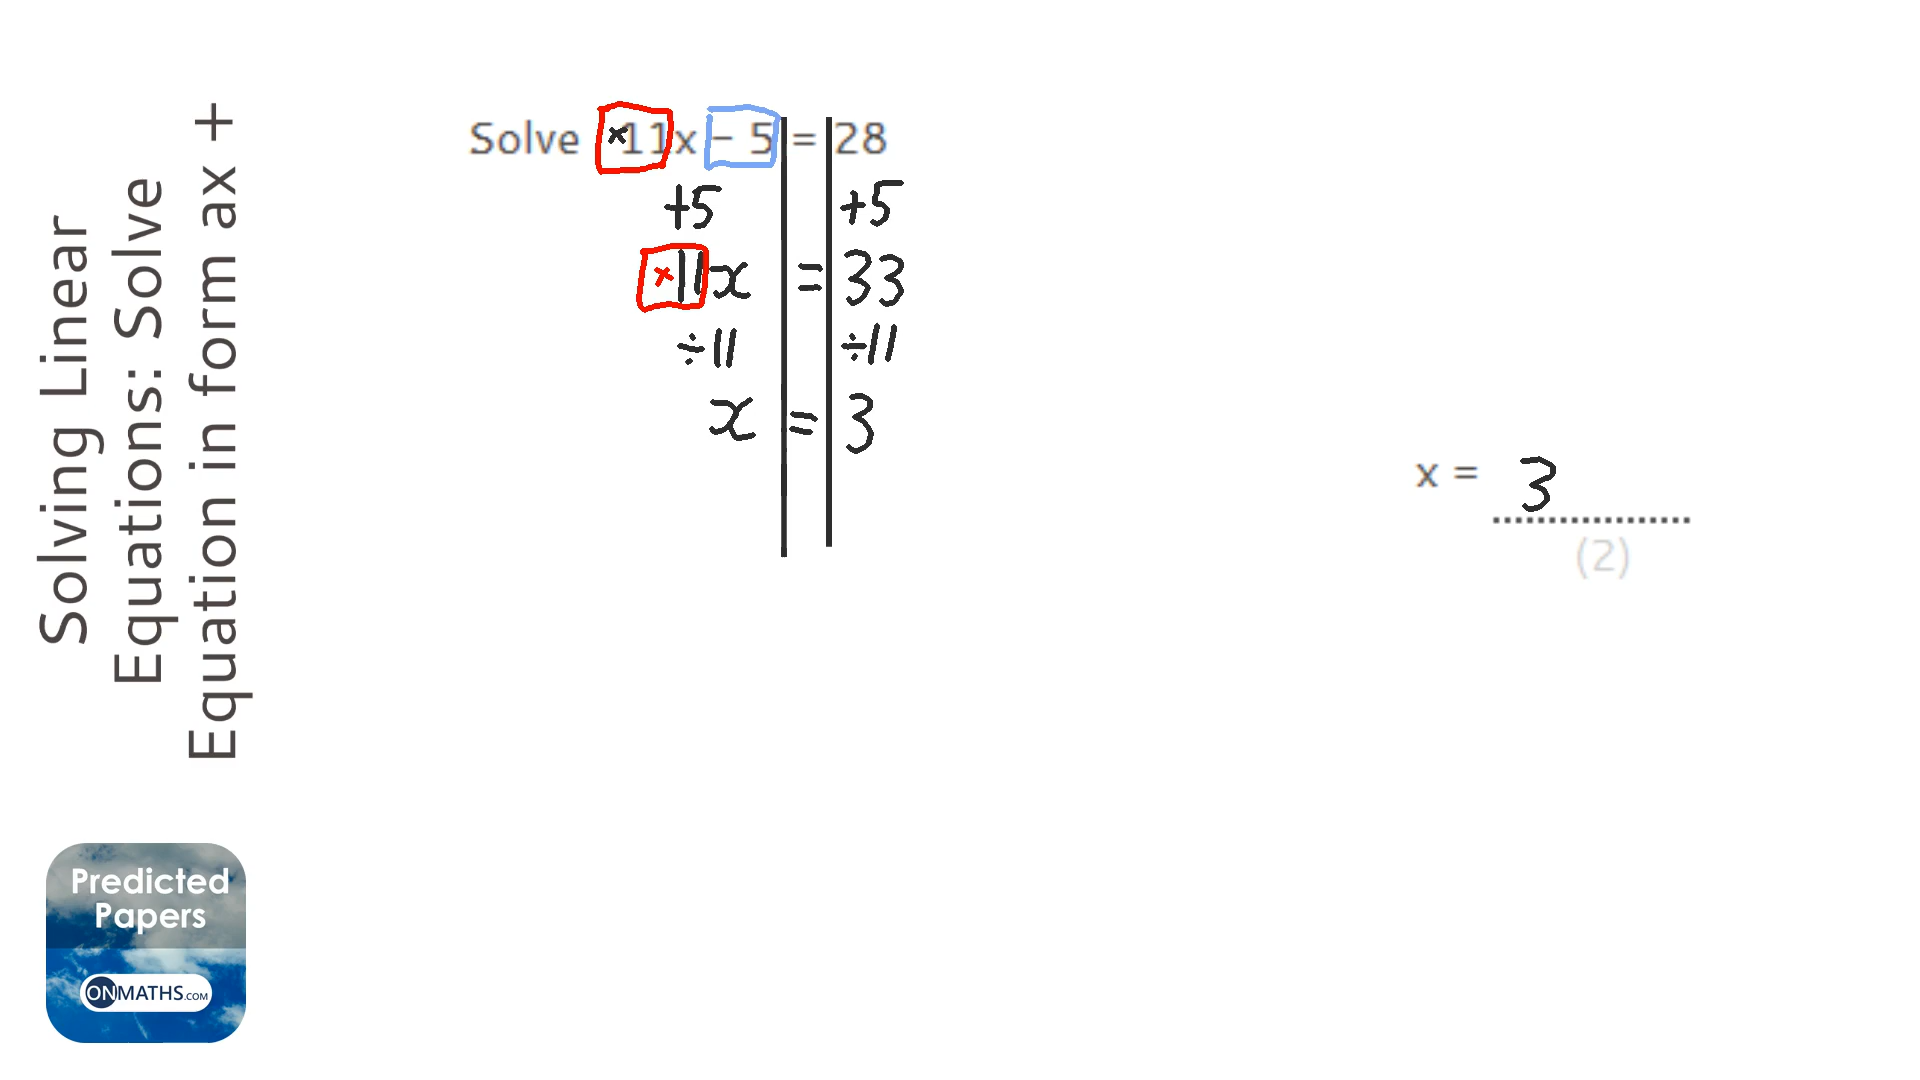 Solving Linear
Equations: Solve
Equation in form ax +
Solve ×11x − 5 = 28
+5 +5
×11x = 33
÷11 ÷11
x = 3
x = 3
(2)
Predicted
Papers
ONMATHS.COM